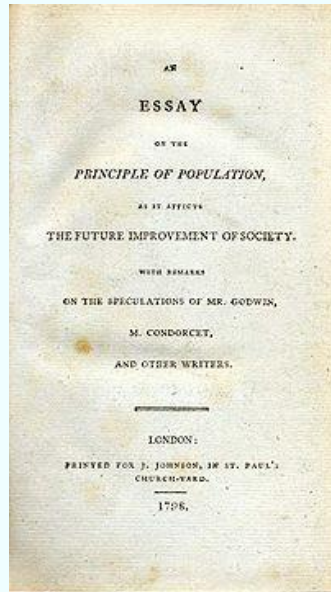 AN
ESSAY
ON THE
PRINCIPLE OF POPULATION,
AS IT AFFECTS
THE FUTURE IMPROVEMENT OF SOCIETY.
WITH REMARKS
ON THE SPECULATIONS OF MR. GODWIN,
M. CONDORCET,
AND OTHER WRITERS.
LONDON:
PRINTED FOR J. JOHNSON, IN ST. PAUL'S
CHURCH-YARD.
1798.